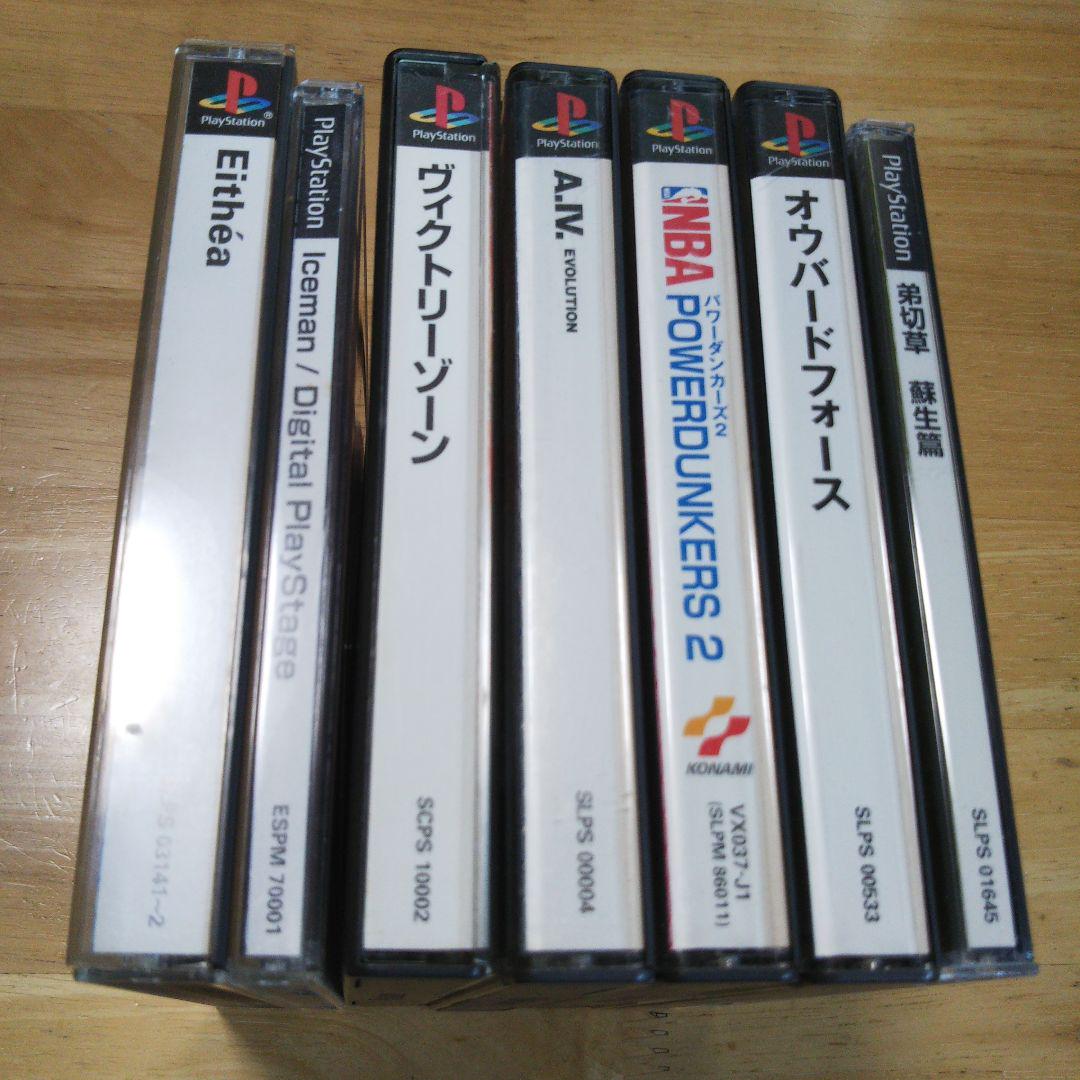 PlayStation
Eithéa
SLPS 03141~2
PlayStation
Iceman / Digital PlayStage
ESPM 70001
PlayStation
ヴィクトリーゾーン
SCPS 10002
PlayStation
A.IV. EVOLUTION
SLPS 00004
PlayStation
NBA POWERDUNKERS 2
パワーダンカーズ2
KONAMI
VX037-J1
(SLPM 86011)
PlayStation
オウバードフォース
SLPS 00533
PlayStation
弟切草 蘇生篇
SLPS 01645